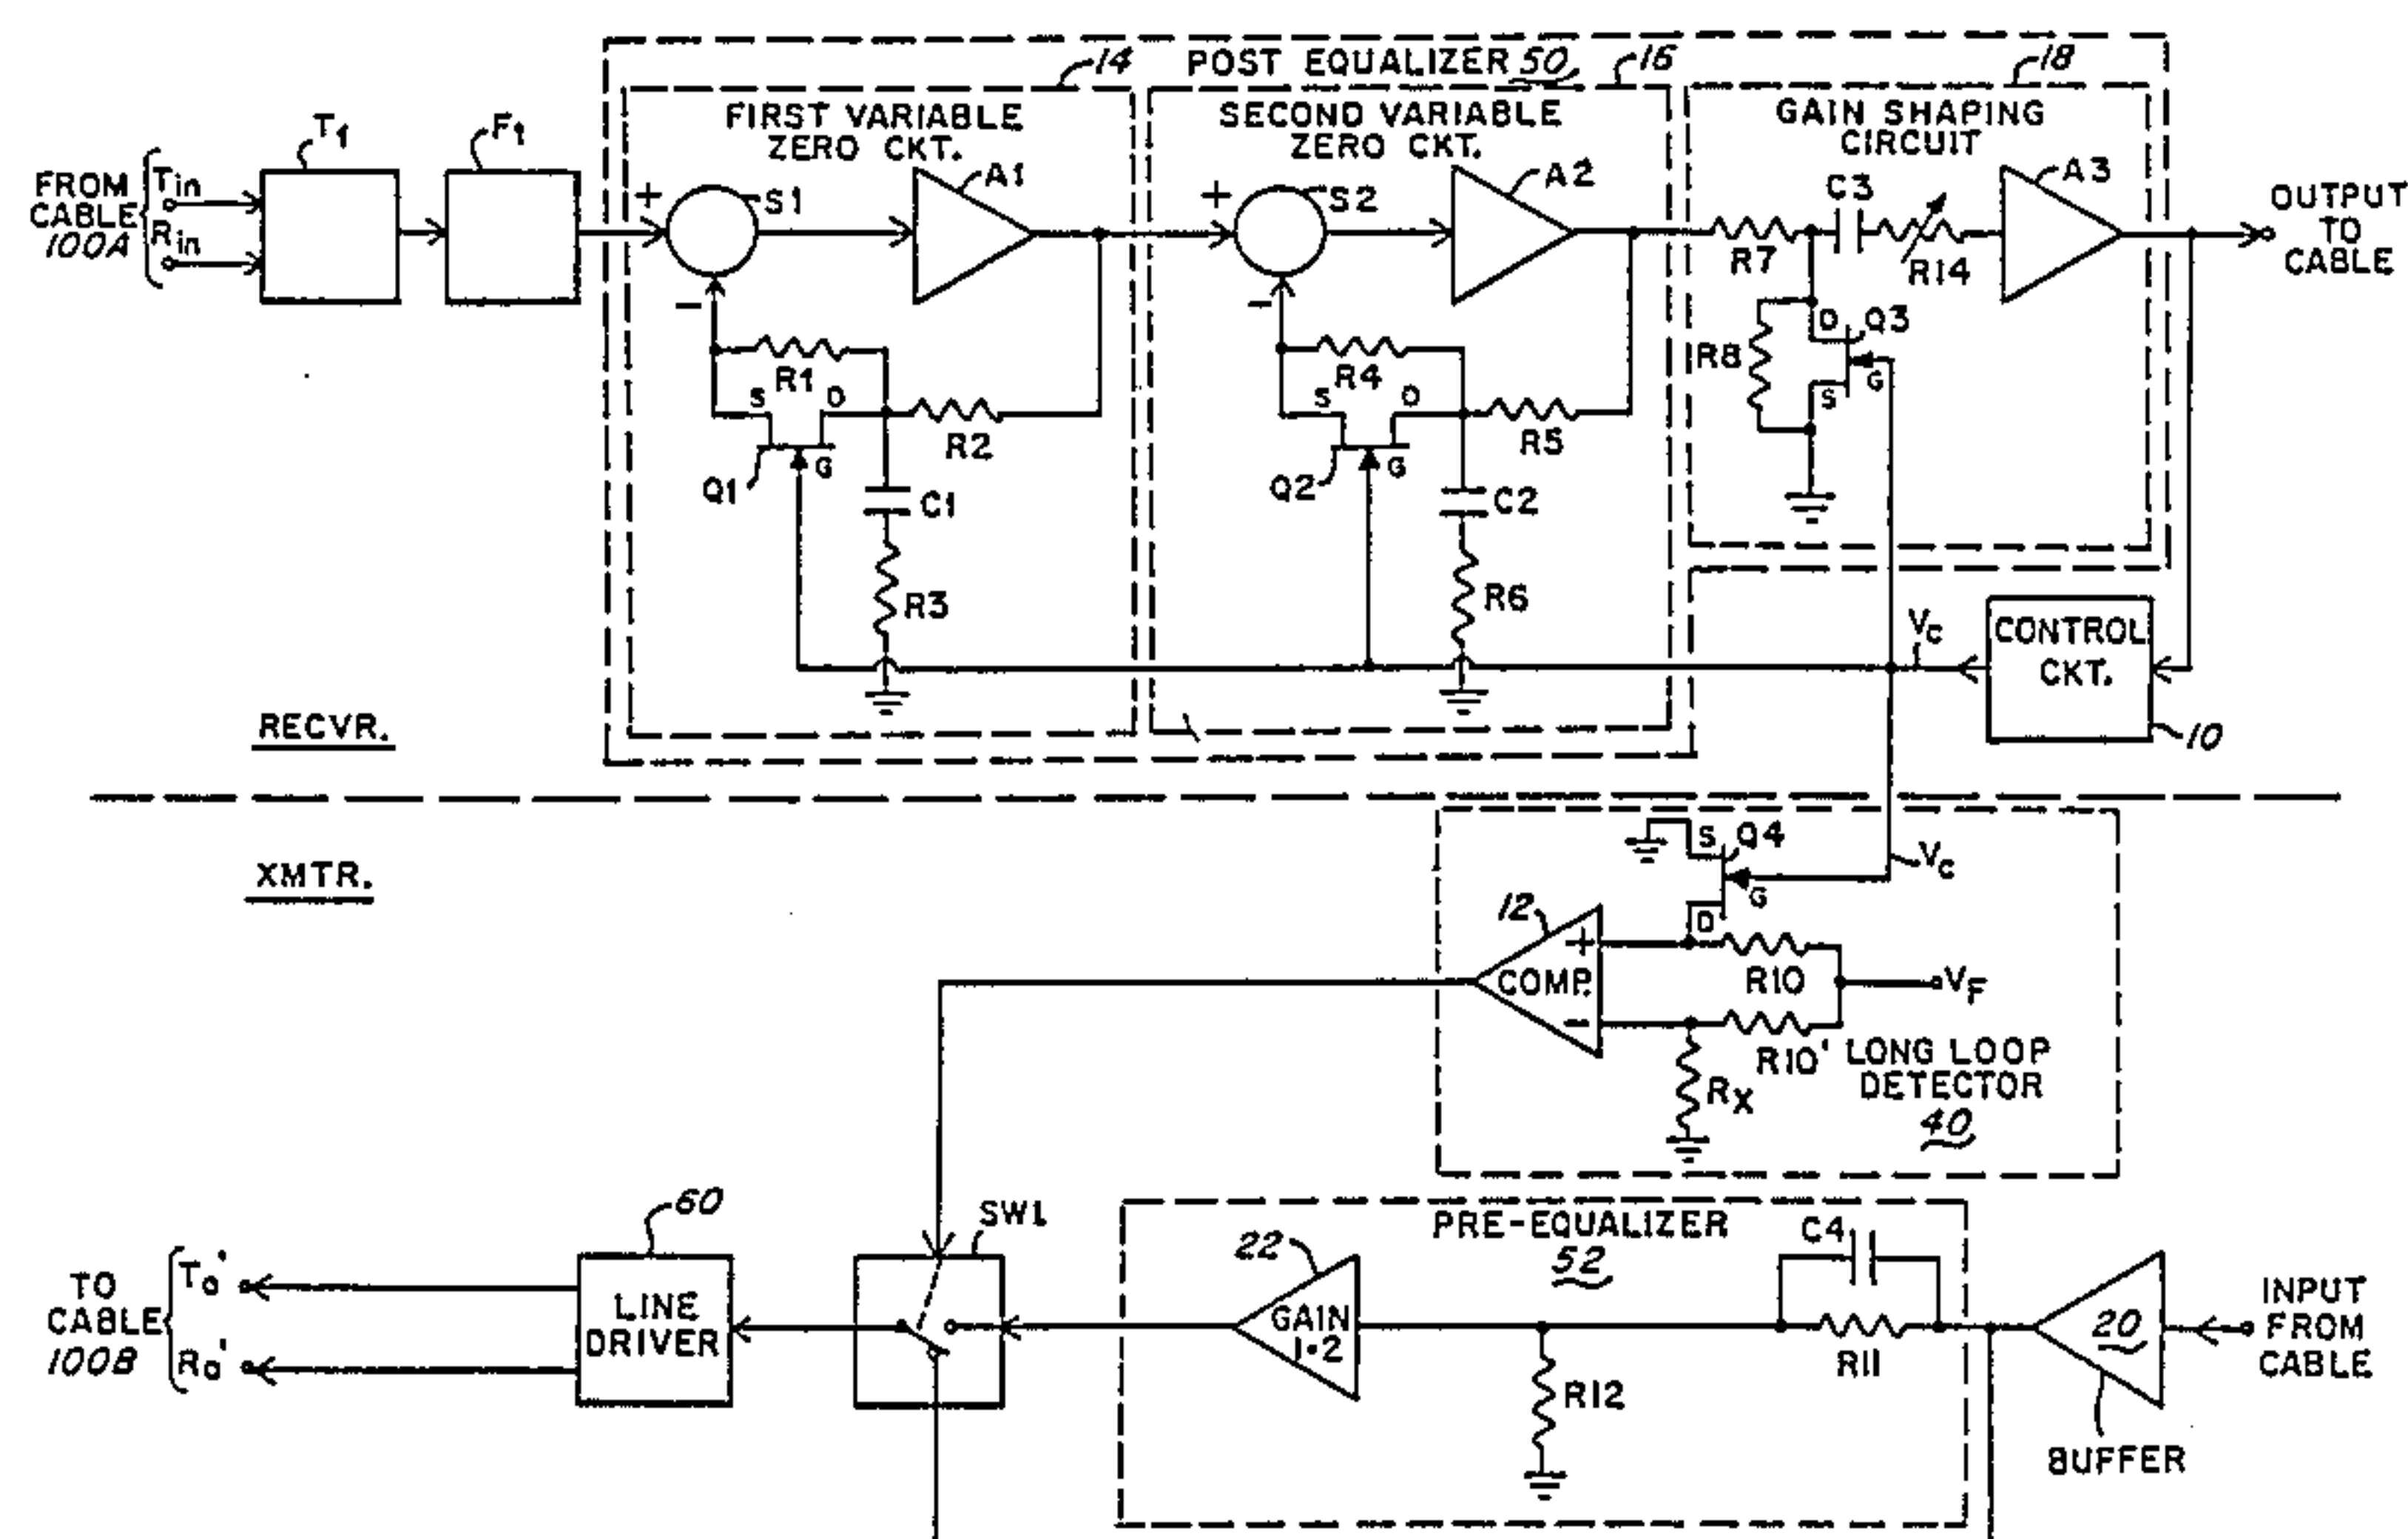 POST EQUALIZER 50
14
16
18
FIRST VARIABLE
ZERO CKT.
SECOND VARIABLE
ZERO CKT.
GAIN SHAPING
CIRCUIT
T1
F1
FROM
CABLE
100A
Tin
Rin
+
S1
-
A1
R1
S
D
G
Q1
R2
C1
R3
+
S2
-
A2
R4
S
D
G
Q2
R5
C2
R6
R7
C3
R14
A3
R8
D
Q3
G
S
OUTPUT
TO
CABLE
VC
CONTROL
CKT.
10
RECVR.
XMTR.
S
Q4
G
D
VC
12
+
COMP.
-
R10
VF
R10'
RX
LONG LOOP
DETECTOR
40
TO
CABLE
100B
To'
Ro'
60
LINE
DRIVER
SW1
PRE-EQUALIZER
52
22
GAIN
1.2
R12
C4
R11
20
BUFFER
INPUT
FROM
CABLE